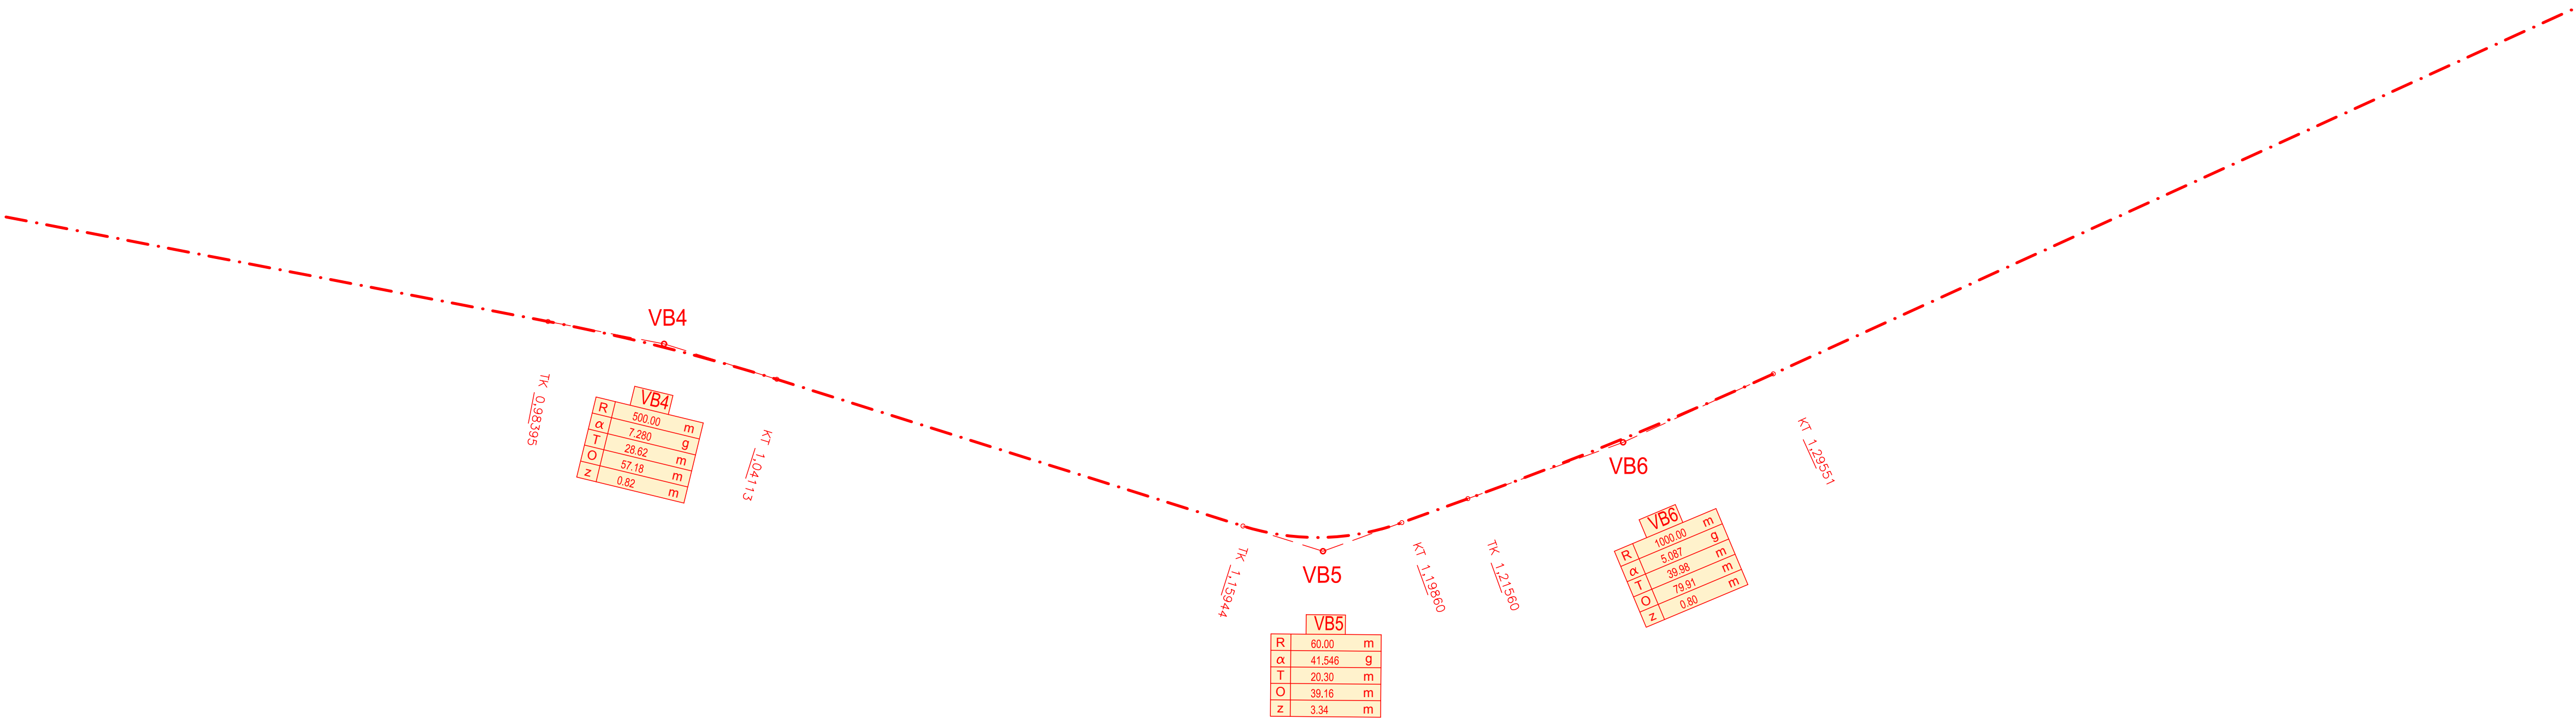 VB4
TK 0,98395
VB4
R 500.00 m
α 7.280 g
T 28.62 m
O 57.18 m
z 0.82 m
KT 1,04113
TK 1,15944
VB5
VB5
R 60.00 m
α 41.546 g
T 20.30 m
O 39.16 m
z 3.34 m
KT 1,19860
TK 1,21560
VB6
VB6
R 1000.00 m
α 5.087 g
T 39.98 m
O 79.91 m
z 0.80 m
KT 1,29551